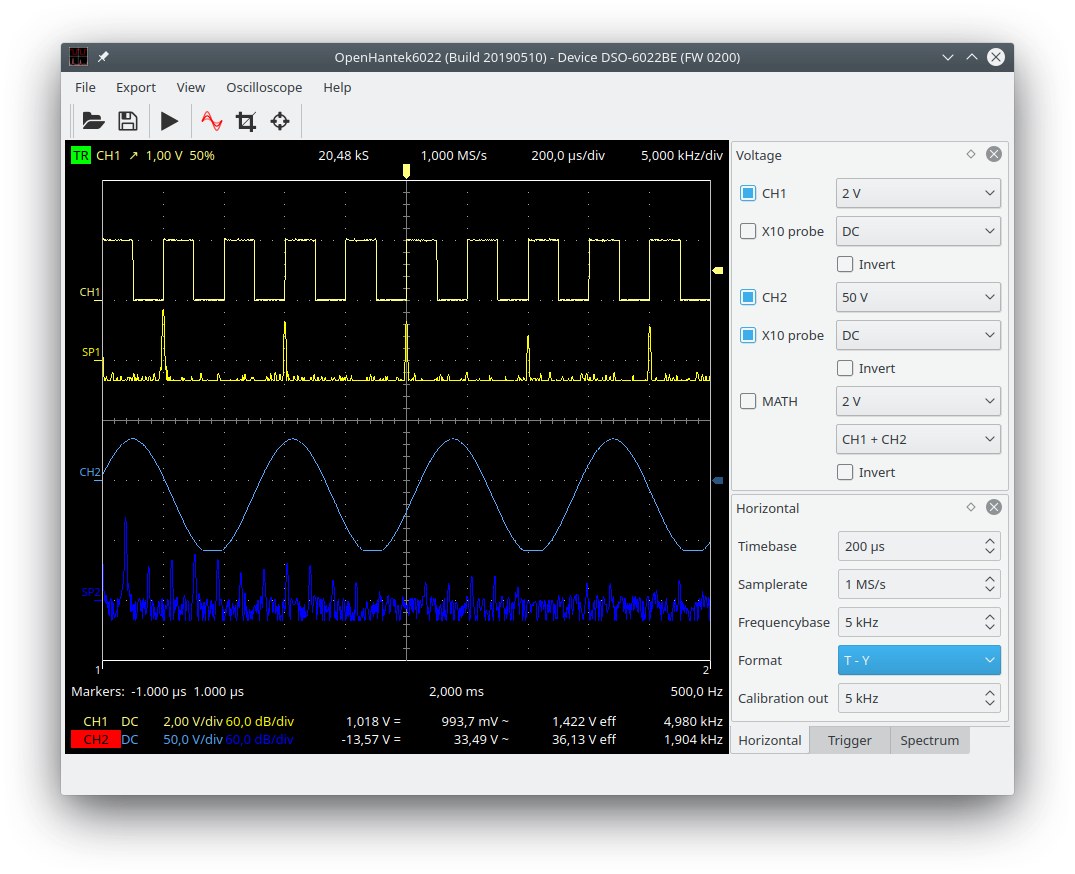 OpenHantek6022 (Build 20190510) - Device DSO-6022BE (FW 0200)
File Export View Oscilloscope Help
TR CH1 ↗ 1,00 V 50% 20,48 kS 1,000 MS/s 200,0 µs/div 5,000 kHz/div
CH1
SP1
CH2
SP2
1 2
Markers: -1.000 µs 1.000 µs 2,000 ms 500,0 Hz
CH1 DC 2,00 V/div 60,0 dB/div 1,018 V = 993,7 mV ~ 1,422 V eff 4,980 kHz
CH2 DC 50,0 V/div 60,0 dB/div -13,57 V = 33,49 V ~ 36,13 V eff 1,904 kHz
Voltage
CH1 2 V
X10 probe DC
Invert
CH2 50 V
X10 probe DC
Invert
MATH 2 V
CH1 + CH2
Invert
Horizontal
Timebase 200 µs
Samplerate 1 MS/s
Frequencybase 5 kHz
Format T - Y
Calibration out 5 kHz
Horizontal Trigger Spectrum